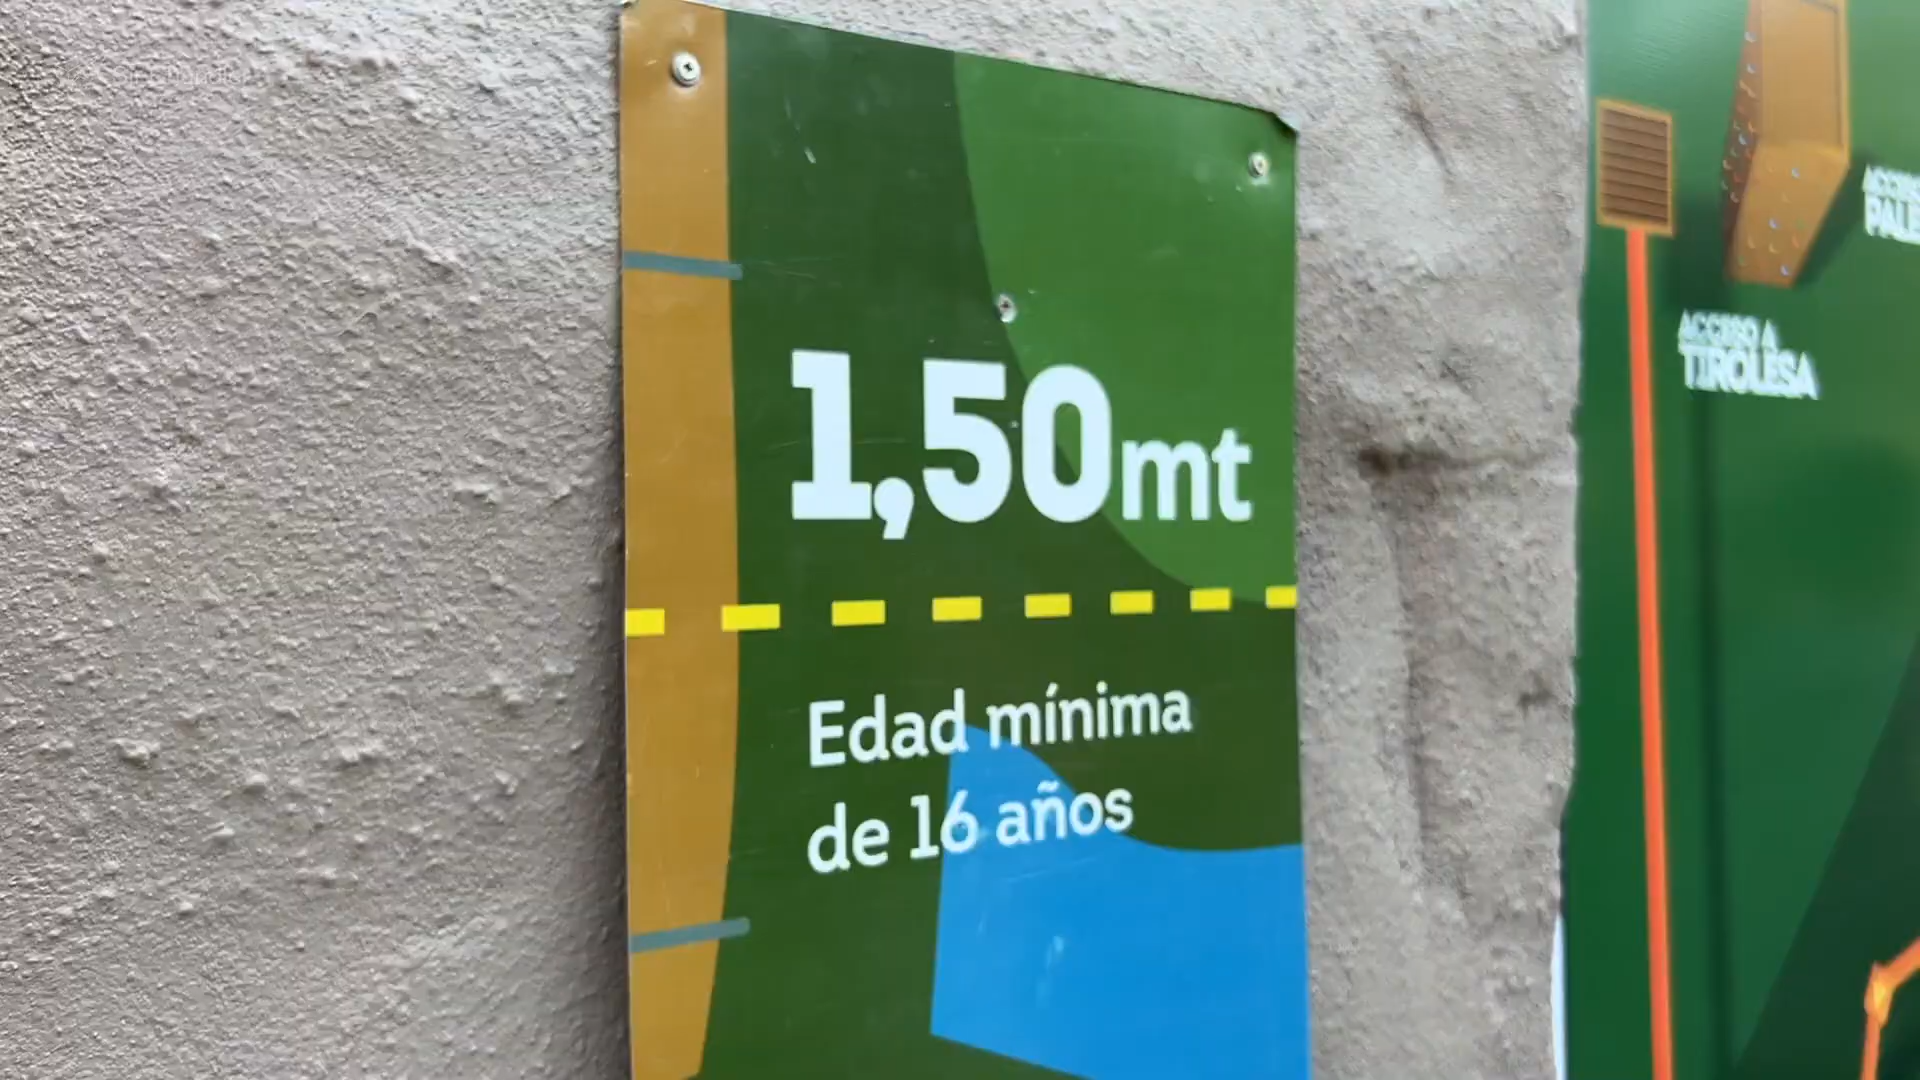 1,50mt
Edad mínima
de 16 años
ACCESO A
TIROLESA